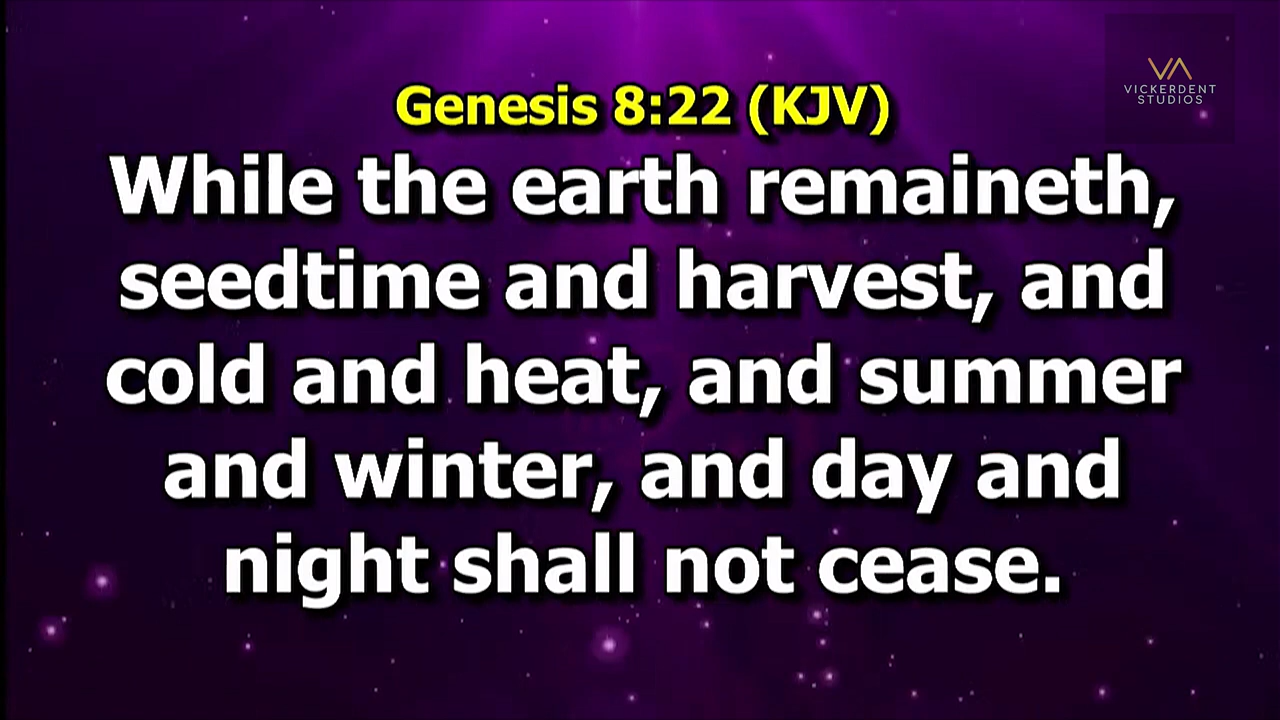 VICKERDENT
STUDIOS
Genesis 8:22 (KJV)
While the earth remaineth,
seedtime and harvest, and
cold and heat, and summer
and winter, and day and
night shall not cease.